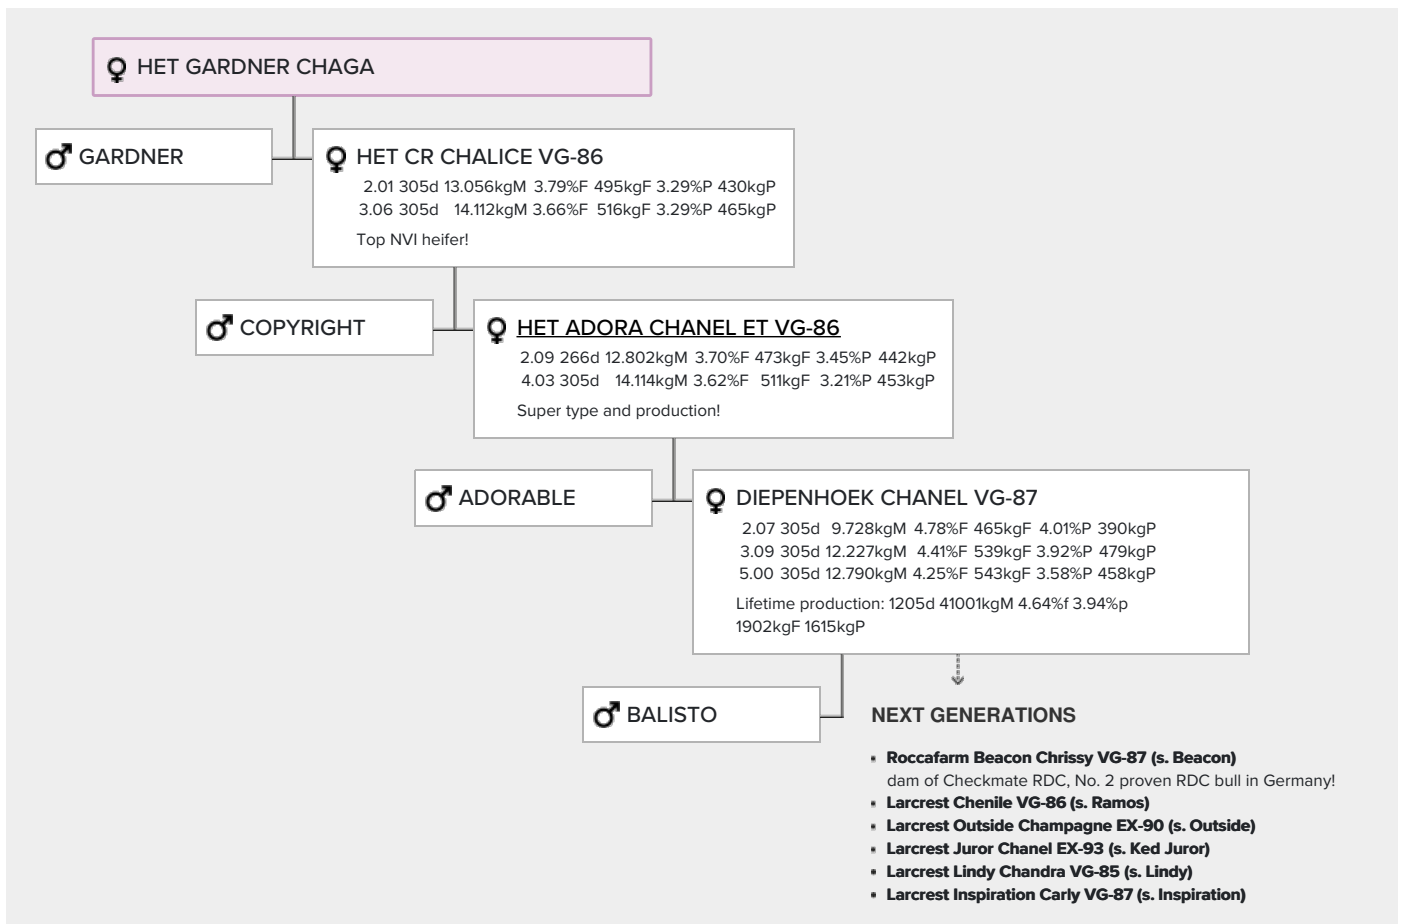 HET GARDNER CHAGA
GARDNER
HET CR CHALICE VG-86
2.01 305d 13.056kgM 3.79%F 495kgF 3.29%P 430kgP
3.06 305d 14.112kgM 3.66%F 516kgF 3.29%P 465kgP
Top NVI heifer!
COPYRIGHT
HET ADORA CHANEL ET VG-86
2.09 266d 12.802kgM 3.70%F 473kgF 3.45%P 442kgP
4.03 305d 14.114kgM 3.62%F 511kgF 3.21%P 453kgP
Super type and production!
ADORABLE
DIEPENHOEK CHANEL VG-87
2.07 305d 9.728kgM 4.78%F 465kgF 4.01%P 390kgP
3.09 305d 12.227kgM 4.41%F 539kgF 3.92%P 479kgP
5.00 305d 12.790kgM 4.25%F 543kgF 3.58%P 458kgP
Lifetime production: 1205d 41001kgM 4.64%f 3.94%p
1902kgF 1615kgP
BALISTO
NEXT GENERATIONS
▪ Roccafarm Beacon Chrissy VG-87 (s. Beacon)
dam of Checkmate RDC, No. 2 proven RDC bull in Germany!
▪ Larcrest Chenile VG-86 (s. Ramos)
▪ Larcrest Outside Champagne EX-90 (s. Outside)
▪ Larcrest Juror Chanel EX-93 (s. Ked Juror)
▪ Larcrest Lindy Chandra VG-85 (s. Lindy)
▪ Larcrest Inspiration Carly VG-87 (s. Inspiration)